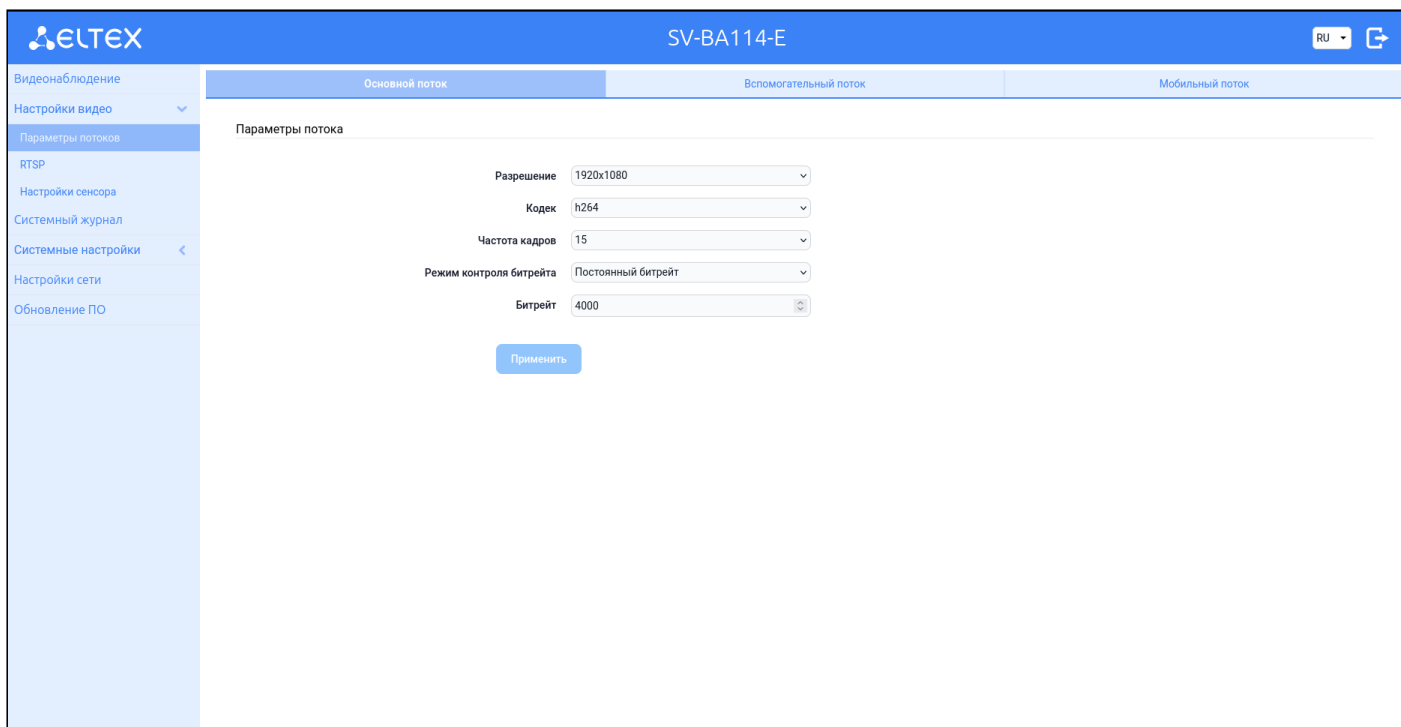 ELTEX
SV-BA114-E
RU
Видеонаблюдение
Настройки видео
Параметры потоков
RTSP
Настройки сенсора
Системный журнал
Системные настройки
Настройки сети
Обновление ПО
Основной поток Вспомогательный поток Мобильный поток
Параметры потока
Разрешение 1920x1080
Кодек h264
Частота кадров 15
Режим контроля битрейта Постоянный битрейт
Битрейт 4000
Применить